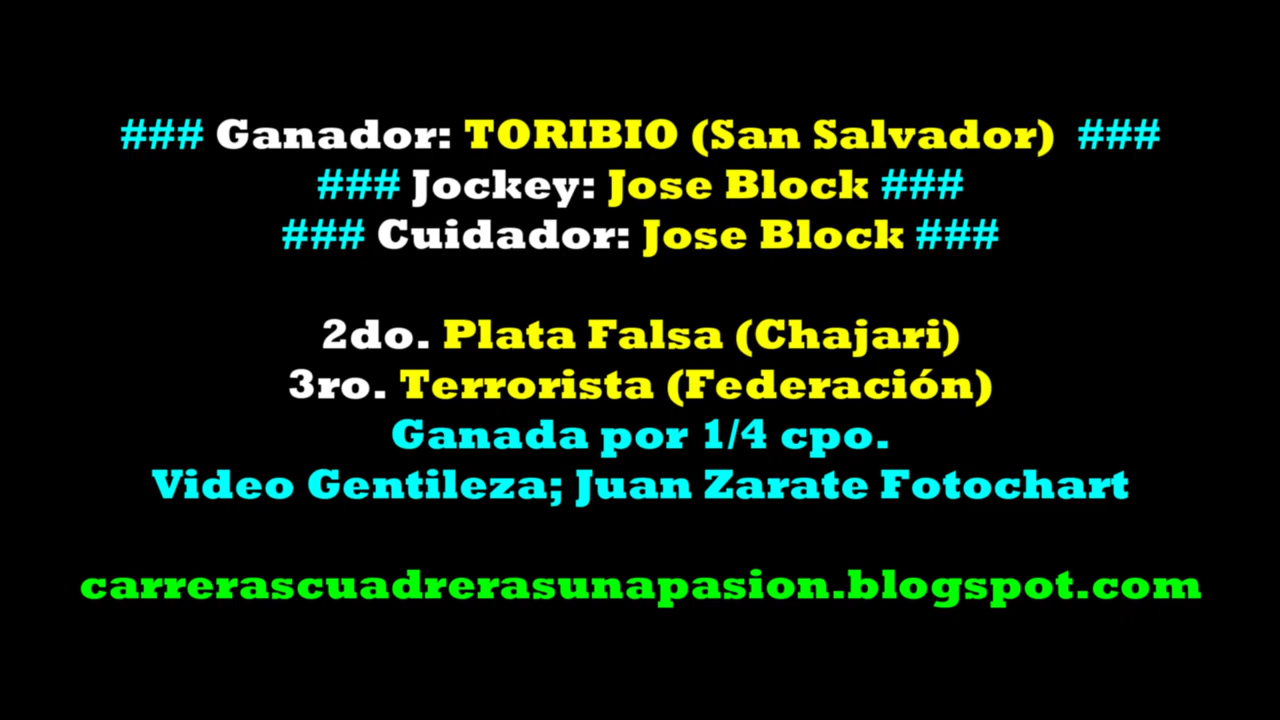 ### Ganador: TORIBIO (San Salvador) ###
### Jockey: Jose Block ###
### Cuidador: Jose Block ###
2do. Plata Falsa (Chajari)
3ro. Terrorista (Federación)
Ganada por 1/4 cpo.
Video Gentileza; Juan Zarate Fotochart
carrerascuadrerasunapasion.blogspot.com